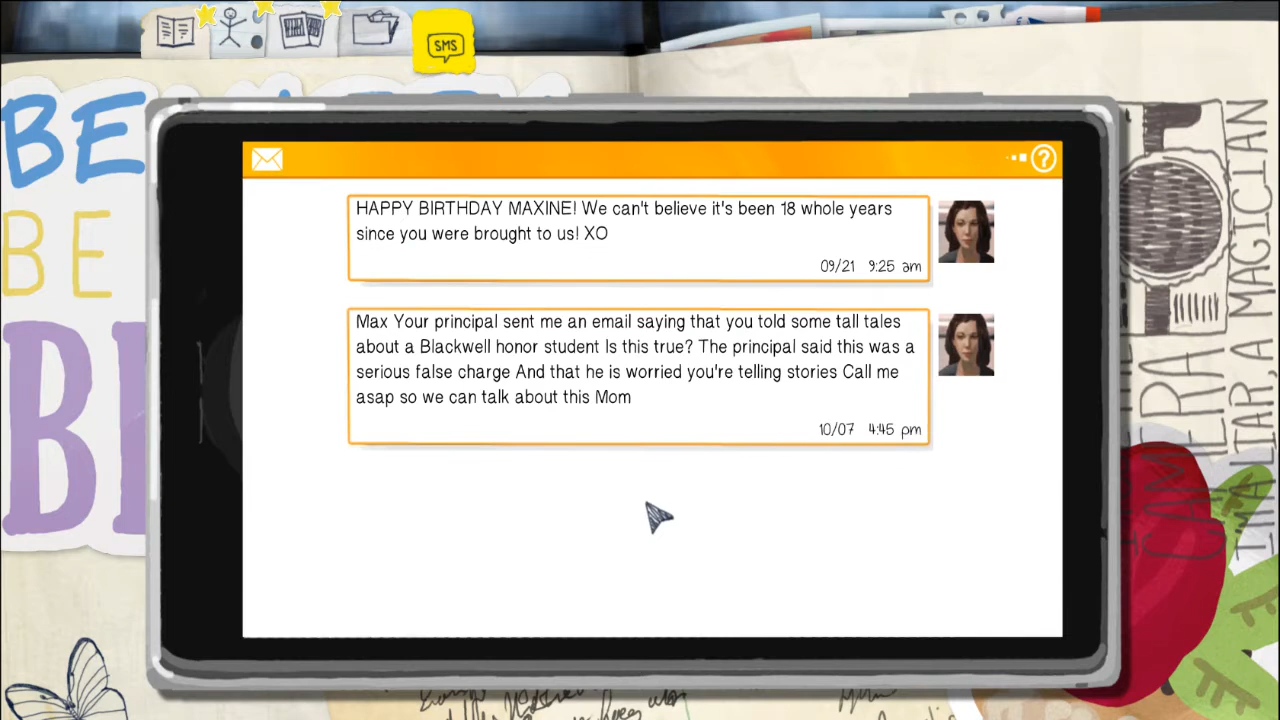 SMS
BE
BE
B
HAPPY BIRTHDAY MAXINE! We can't believe it's been 18 whole years
since you were brought to us! XO
09/21 9:25 am
Max Your principal sent me an email saying that you told some tall tales
about a Blackwell honor student Is this true? The principal said this was a
serious false charge And that he is worried you're telling stories Call me
asap so we can talk about this Mom
10/07 4:45 pm
?
CAMERA
I'M A LIAR, A MAGICIAN